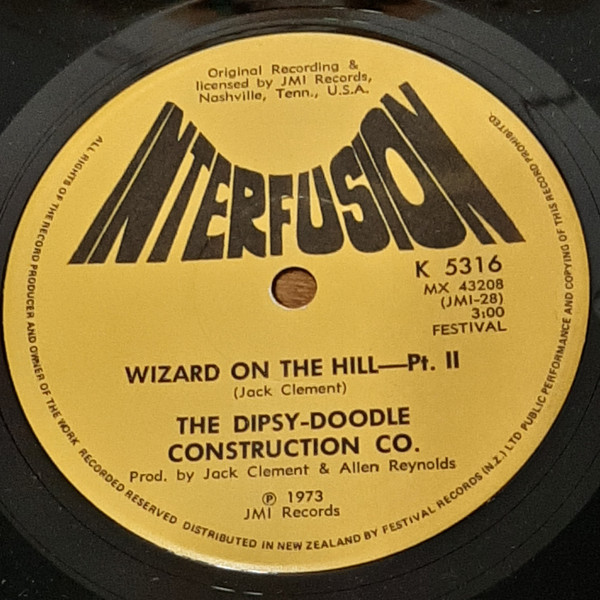 Original Recording &
licensed by JMI Records,
Nashville, Tenn., U.S.A.
INTERFUSION
K 5316
MX 43208
(JMI-28)
3:00
FESTIVAL
WIZARD ON THE HILL—Pt. II
(Jack Clement)
THE DIPSY-DOODLE
CONSTRUCTION CO.
Prod. by Jack Clement & Allen Reynolds
℗ 1973
JMI Records
ALL RIGHTS OF THE RECORD PRODUCER AND OWNER OF THE WORK RECORDED RESERVED DISTRIBUTED IN NEW ZEALAND BY FESTIVAL RECORDS (N.Z.) LTD PUBLIC PERFORMANCE AND COPYING OF THIS RECORD PROHIBITED.